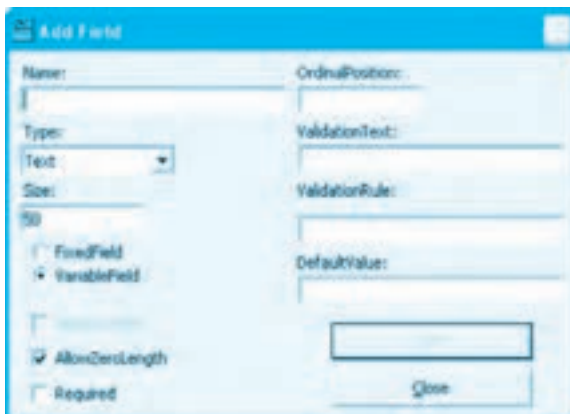 Add Field
Name:
OrdinalPosition:
Type:
Text
ValidationText:
Size:
50
ValidationRule:
FixedField
VariableField
DefaultValue:
AllowZeroLength
Required
Close